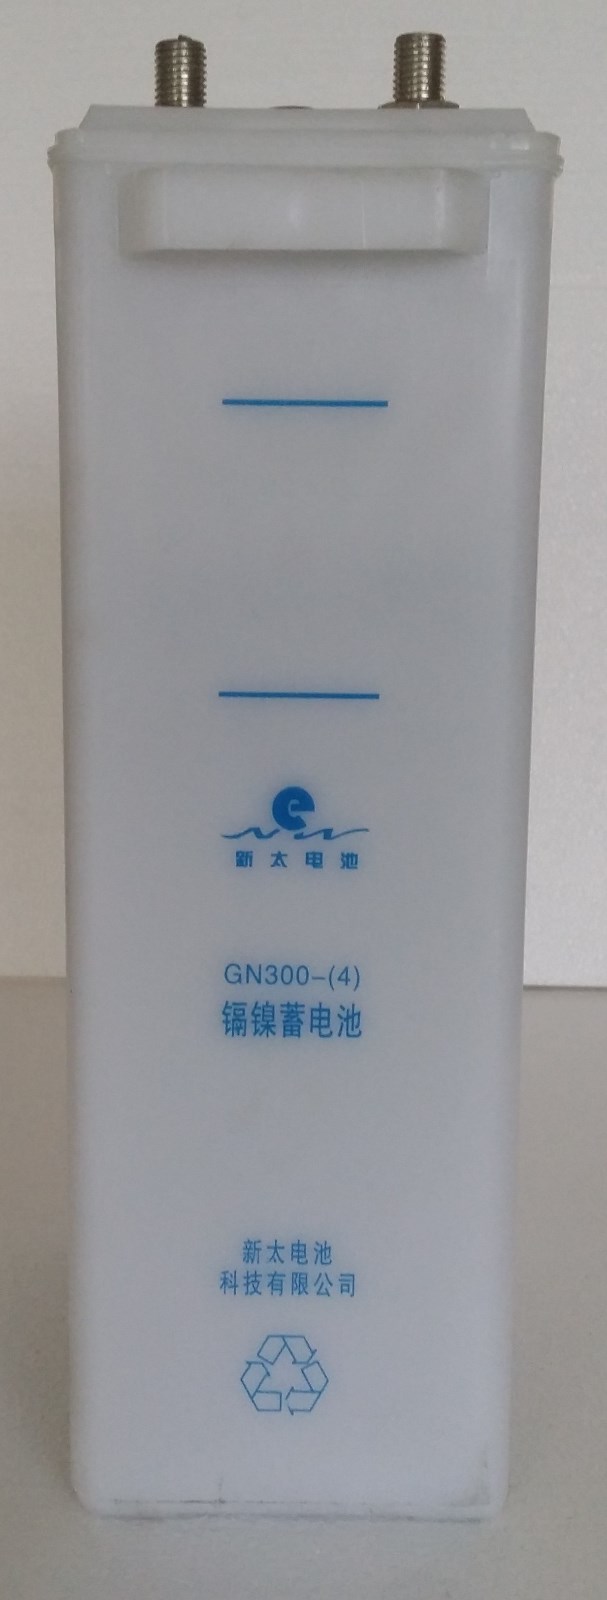 e
新太电池
GN300-(4)
镉镍蓄电池
新太电池
科技有限公司